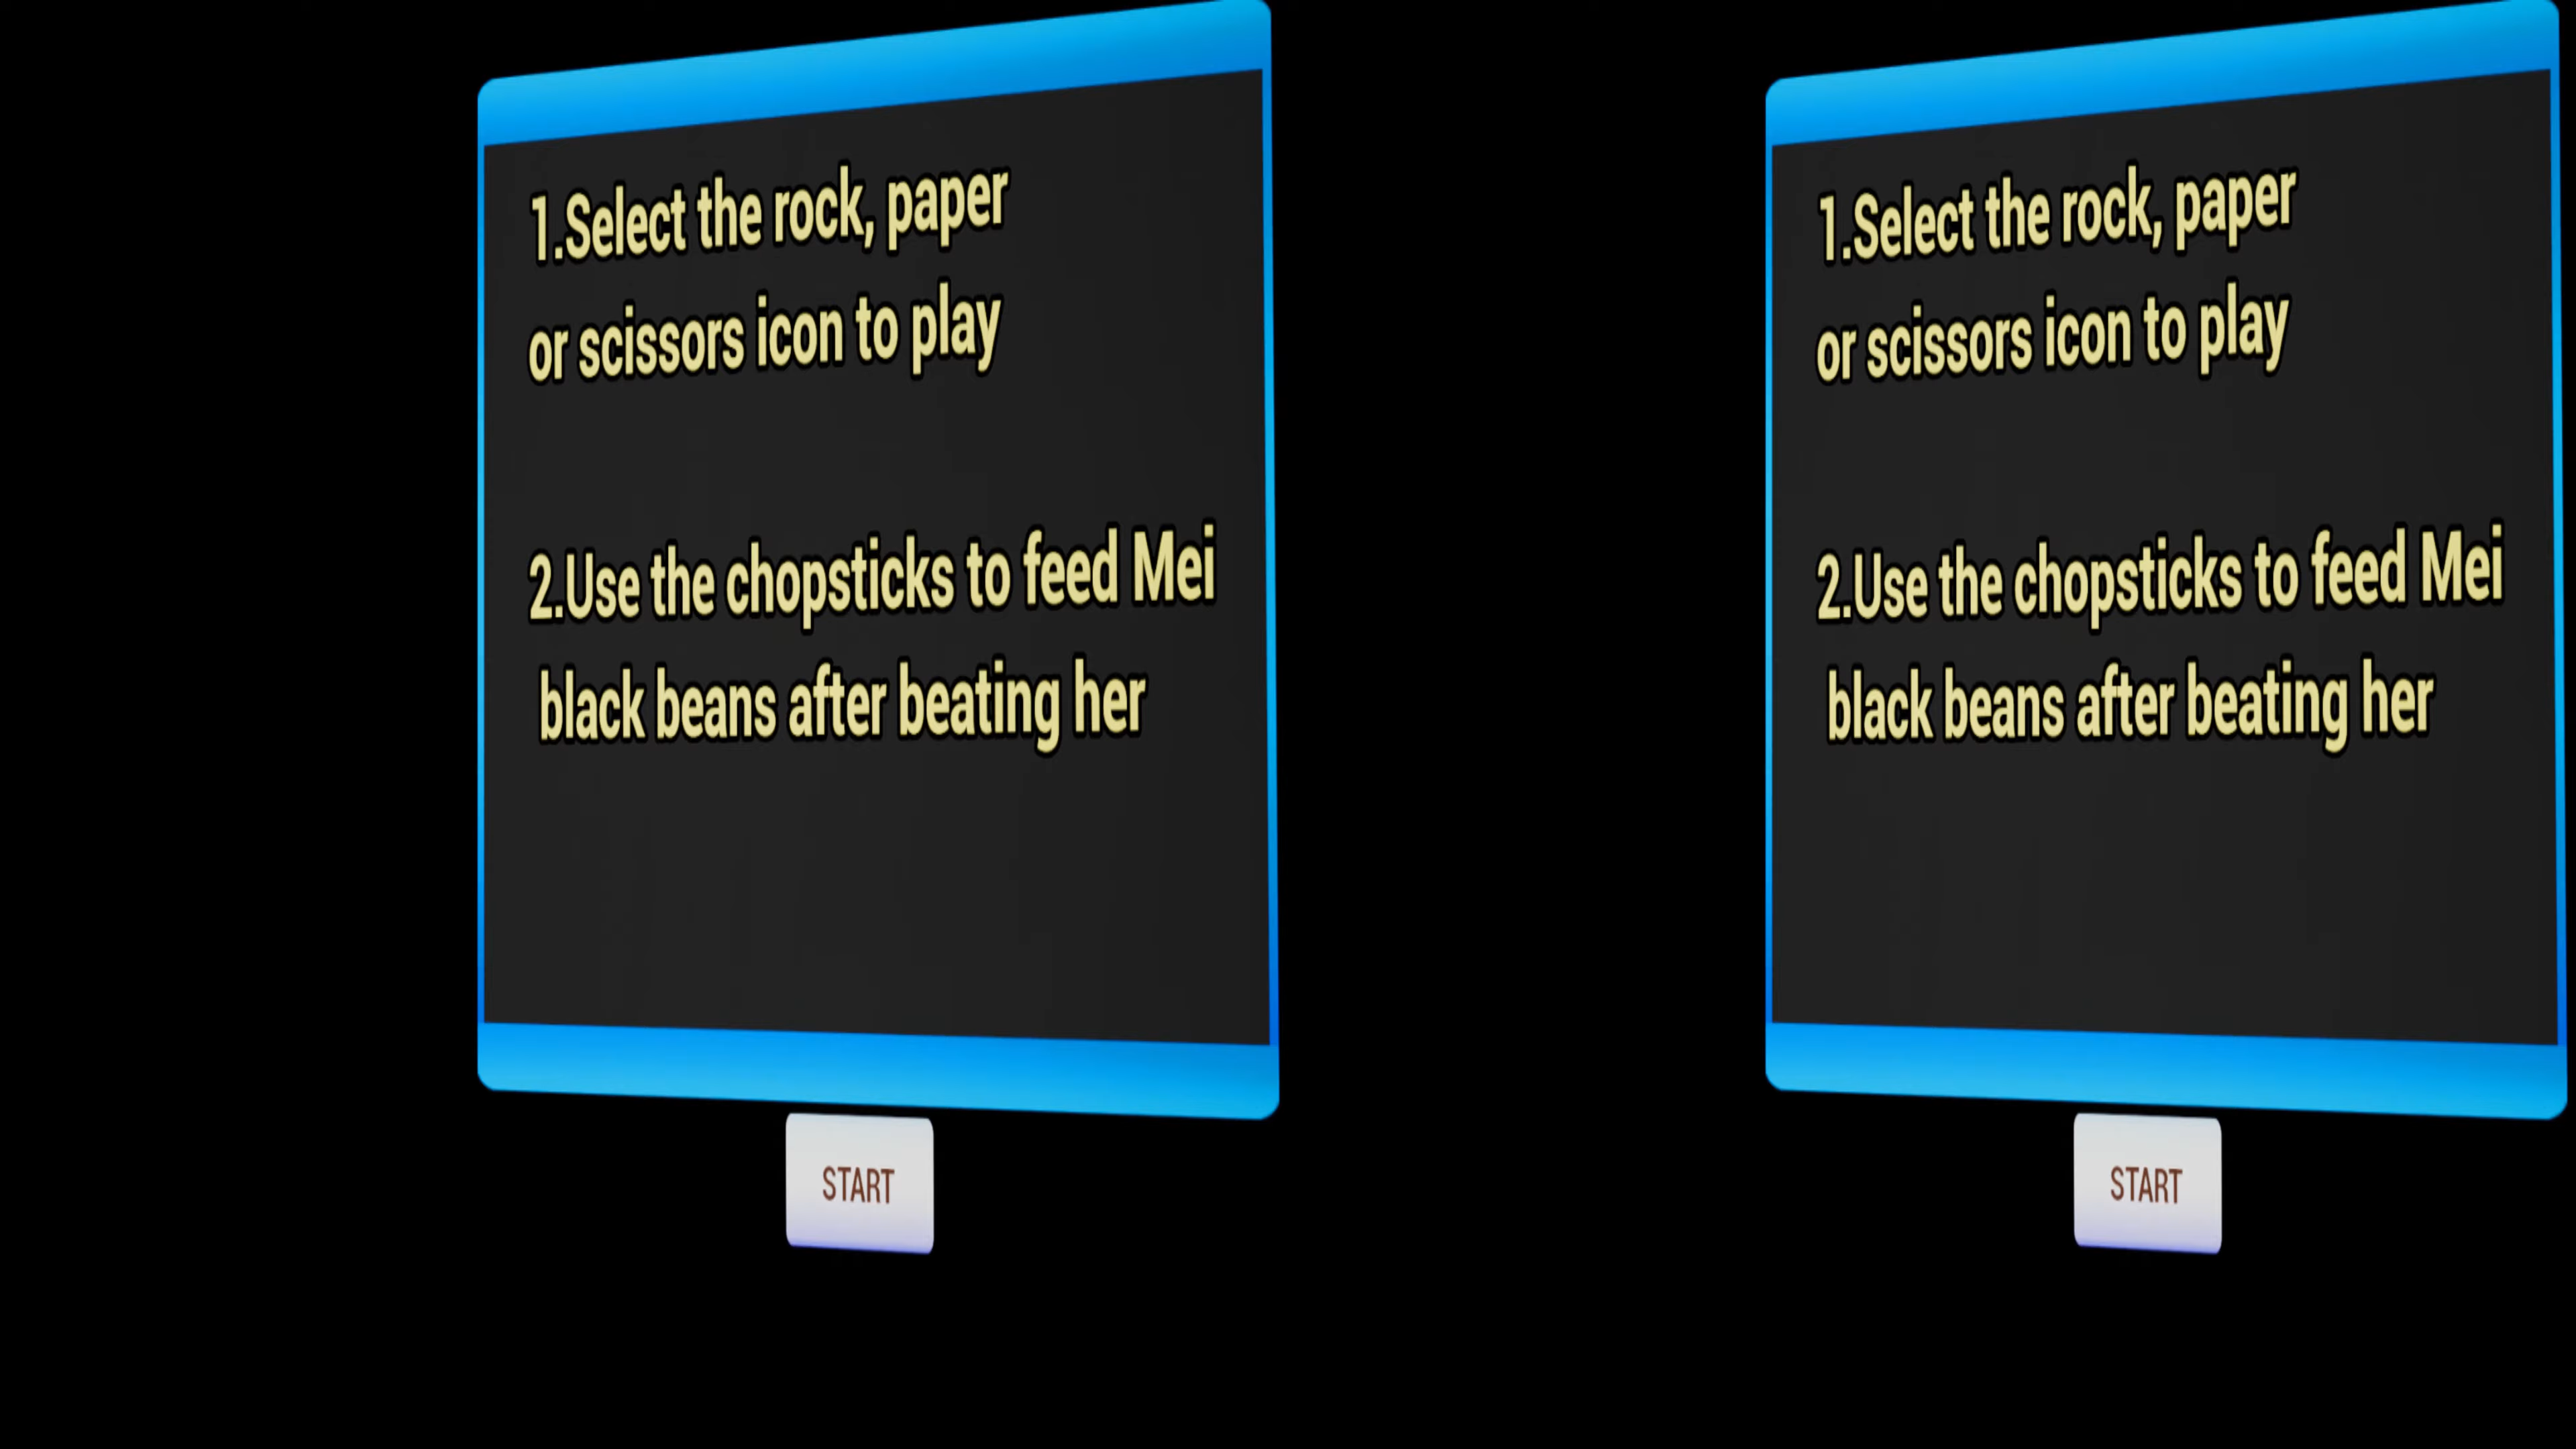 1.Select the rock, paper
or scissors icon to play
2.Use the chopsticks to feed Mei
black beans after beating her
START
1.Select the rock, paper
or scissors icon to play
2.Use the chopsticks to feed Mei
black beans after beating her
START